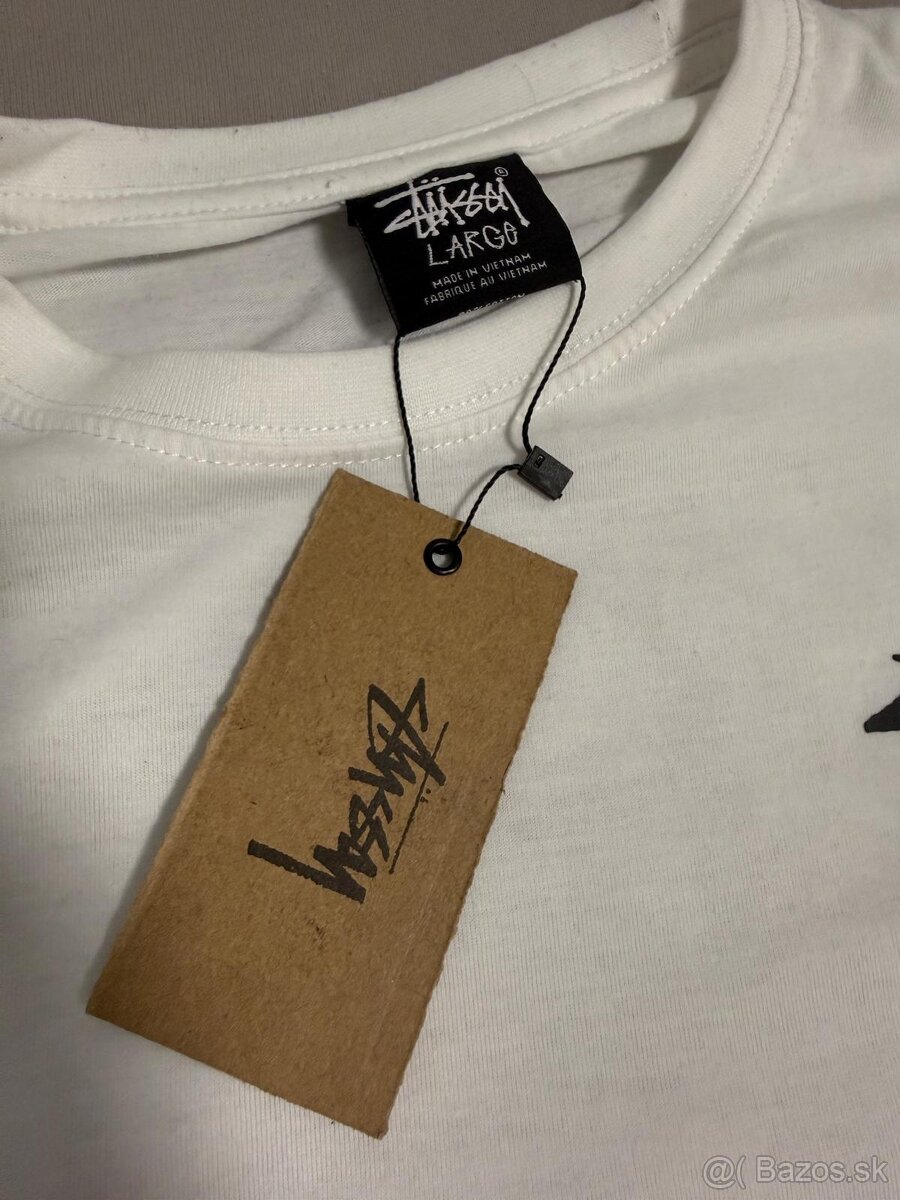 Stüssy ®
LARGE
MADE IN VIETNAM
FABRIQUE AU VIETNAM
Stüssy
@( Bazos.sk